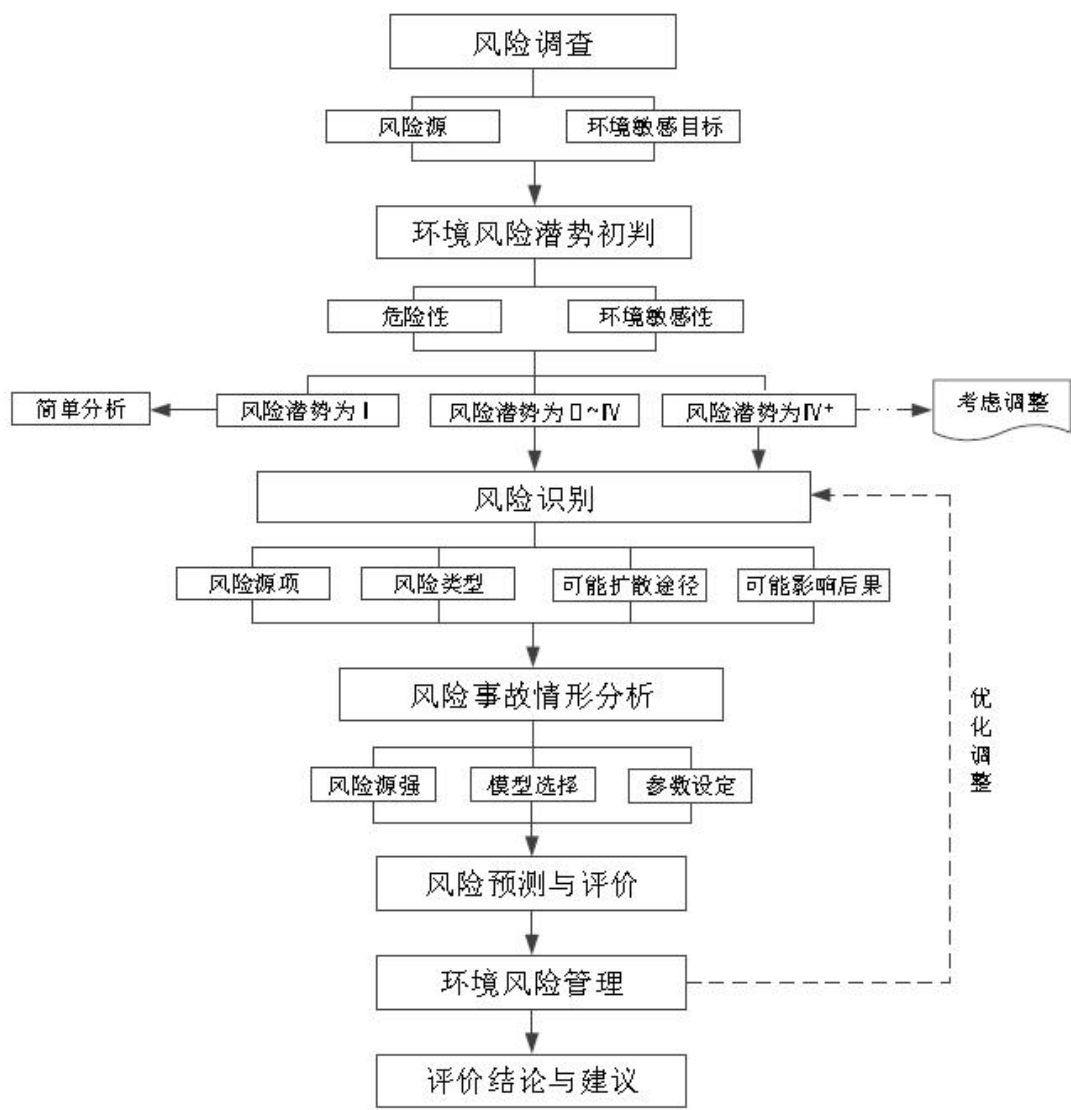 风险调查
风险源
环境敏感目标
环境风险潜势初判
危险性
环境敏感性
简单分析
风险潜势为Ⅰ
风险潜势为□~Ⅳ
风险潜势为Ⅳ+
考虑调整
风险识别
风险源项
风险类型
可能扩散途径
可能影响后果
风险事故情形分析
优化调整
风险源强
模型选择
参数设定
风险预测与评价
环境风险管理
评价结论与建议